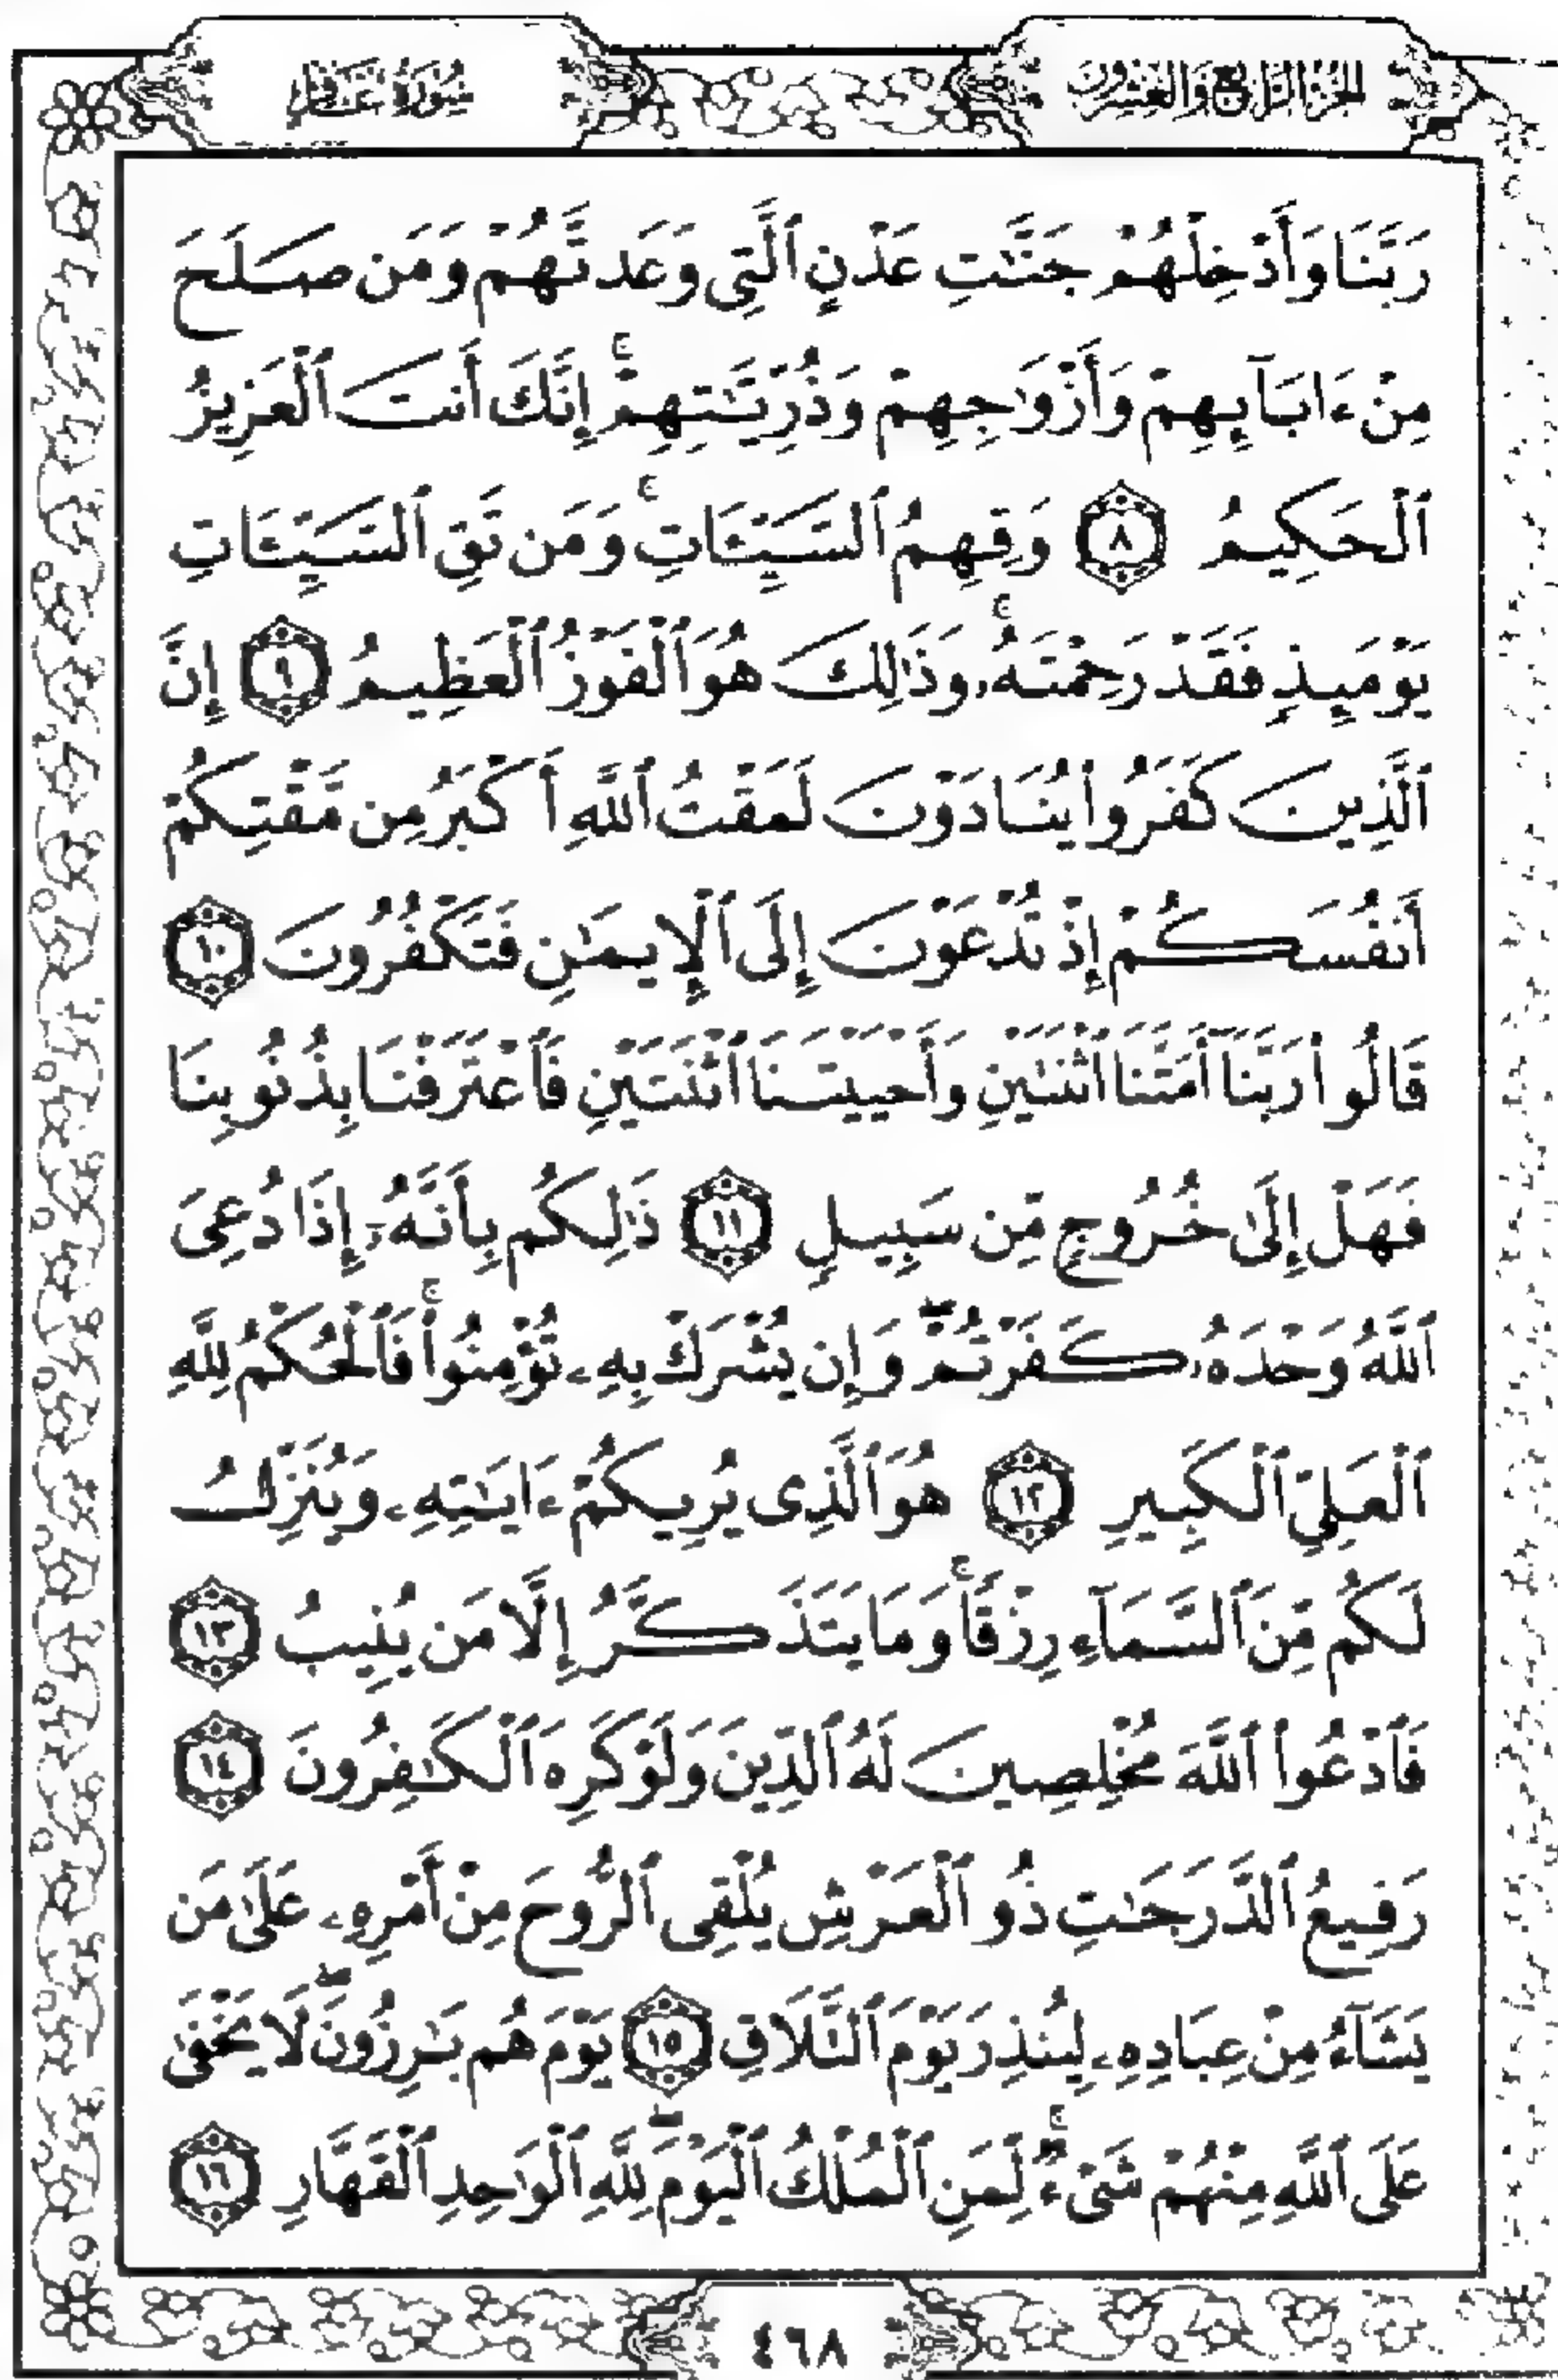 الجزء الرابع والعشرون
سورة غافر
رَبَّنَا وَأَدْخِلْهُمْ جَنَّٰتِ عَدْنٍ ٱلَّتِى وَعَدتَّهُمْ وَمَن صَلَحَ
مِنْ ءَابَآئِهِمْ وَأَزْوَٰجِهِمْ وَذُرِّيَّٰتِهِمْ ۚ إِنَّكَ أَنتَ ٱلْعَزِيزُ
ٱلْحَكِيمُ ٨ وَقِهِمُ ٱلسَّيِّـَٔاتِ ۚ وَمَن تَقِ ٱلسَّيِّـَٔاتِ
يَوْمَئِذٍ فَقَدْ رَحِمْتَهُۥ ۚ وَذَٰلِكَ هُوَ ٱلْفَوْزُ ٱلْعَظِيمُ ٩ إِنَّ
ٱلَّذِينَ كَفَرُوا۟ يُنَادَوْنَ لَمَقْتُ ٱللَّهِ أَكْبَرُ مِن مَّقْتِكُمْ
أَنفُسَكُمْ إِذْ تُدْعَوْنَ إِلَى ٱلْإِيمَٰنِ فَتَكْفُرُونَ ١٠
قَالُوا۟ رَبَّنَآ أَمَتَّنَا ٱثْنَتَيْنِ وَأَحْيَيْتَنَا ٱثْنَتَيْنِ فَٱعْتَرَفْنَا بِذُنُوبِنَا
فَهَلْ إِلَىٰ خُرُوجٍ مِّن سَبِيلٍ ١١ ذَٰلِكُم بِأَنَّهُۥٓ إِذَا دُعِىَ
ٱللَّهُ وَحْدَهُۥ كَفَرْتُمْ ۖ وَإِن يُشْرَكْ بِهِۦ تُؤْمِنُوا۟ ۚ فَٱلْحُكْمُ لِلَّهِ
ٱلْعَلِىِّ ٱلْكَبِيرِ ١٢ هُوَ ٱلَّذِى يُرِيكُمْ ءَايَٰتِهِۦ وَيُنَزِّلُ
لَكُم مِّنَ ٱلسَّمَآءِ رِزْقًا ۚ وَمَا يَتَذَكَّرُ إِلَّا مَن يُنِيبُ ١٣
فَٱدْعُوا۟ ٱللَّهَ مُخْلِصِينَ لَهُ ٱلدِّينَ وَلَوْ كَرِهَ ٱلْكَٰفِرُونَ ١٤
رَفِيعُ ٱلدَّرَجَٰتِ ذُو ٱلْعَرْشِ يُلْقِى ٱلرُّوحَ مِنْ أَمْرِهِۦ عَلَىٰ مَن
يَشَآءُ مِنْ عِبَادِهِۦ لِيُنذِرَ يَوْمَ ٱلتَّلَاقِ ١٥ يَوْمَ هُم بَٰرِزُونَ ۖ لَا يَخْفَىٰ
عَلَى ٱللَّهِ مِنْهُمْ شَىْءٌ ۚ لِّمَنِ ٱلْمُلْكُ ٱلْيَوْمَ ۖ لِلَّهِ ٱلْوَٰحِدِ ٱلْقَهَّارِ ١٦
٤٦٨